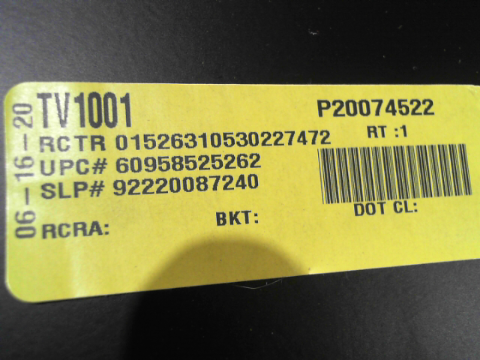 06-16-20
TV1001
P20074522
RCTR 01526310530227472
RT :1
UPC# 60958525262
SLP# 92220087240
RCRA:
BKT:
DOT CL: